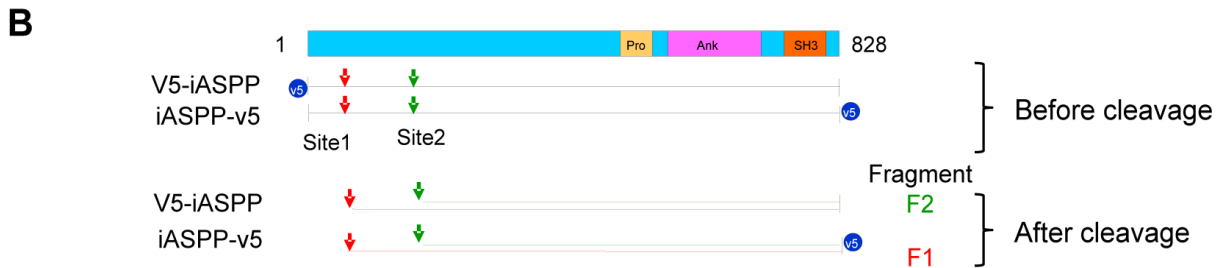 B
1 Pro Ank SH3 828
V5-iASPP
v5
iASPP-v5 v5
Before cleavage
Site1 Site2
Fragment
V5-iASPP F2
iASPP-v5 v5
After cleavage
F1